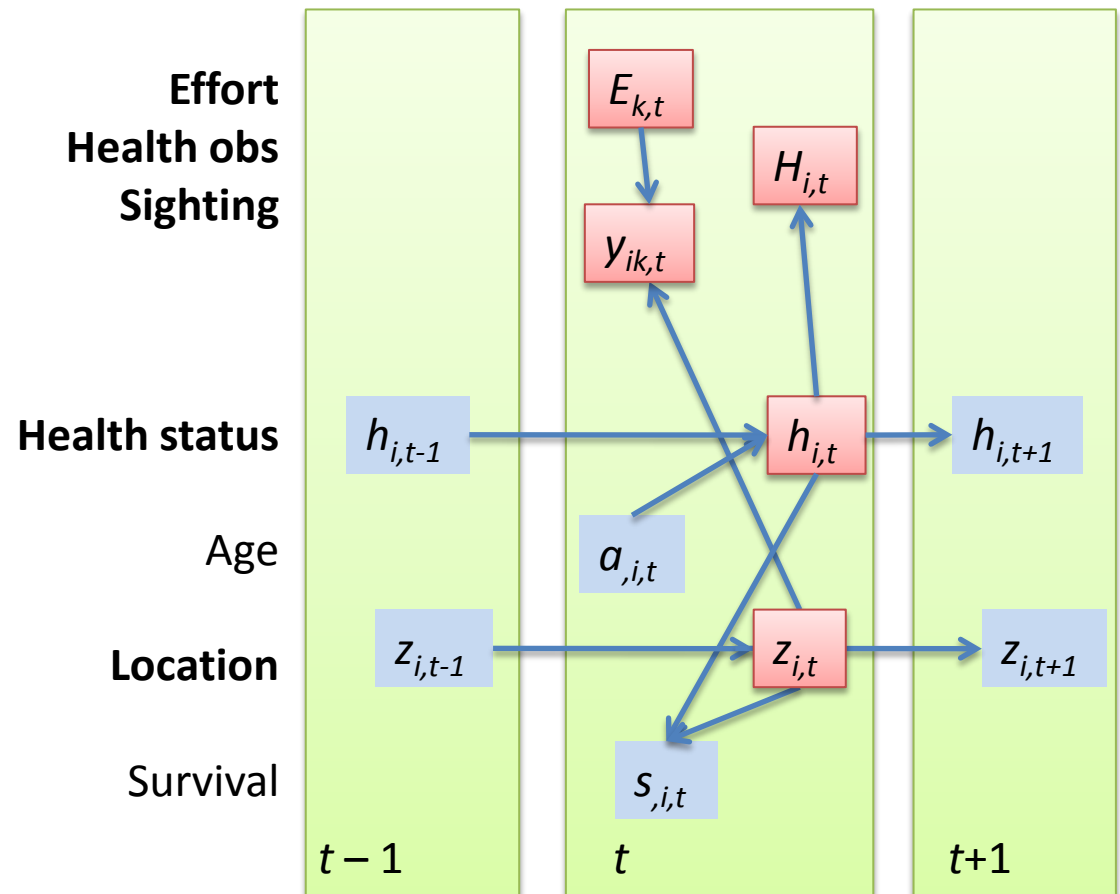 Effort
Health obs
Sighting
E_{k,t}
H_{i,t}
y_{ik,t}
Health status
h_{i,t-1}
h_{i,t}
h_{i,t+1}
Age
a_{,i,t}
Location
z_{i,t-1}
z_{i,t}
z_{i,t+1}
Survival
s_{,i,t}
t – 1
t
t+1